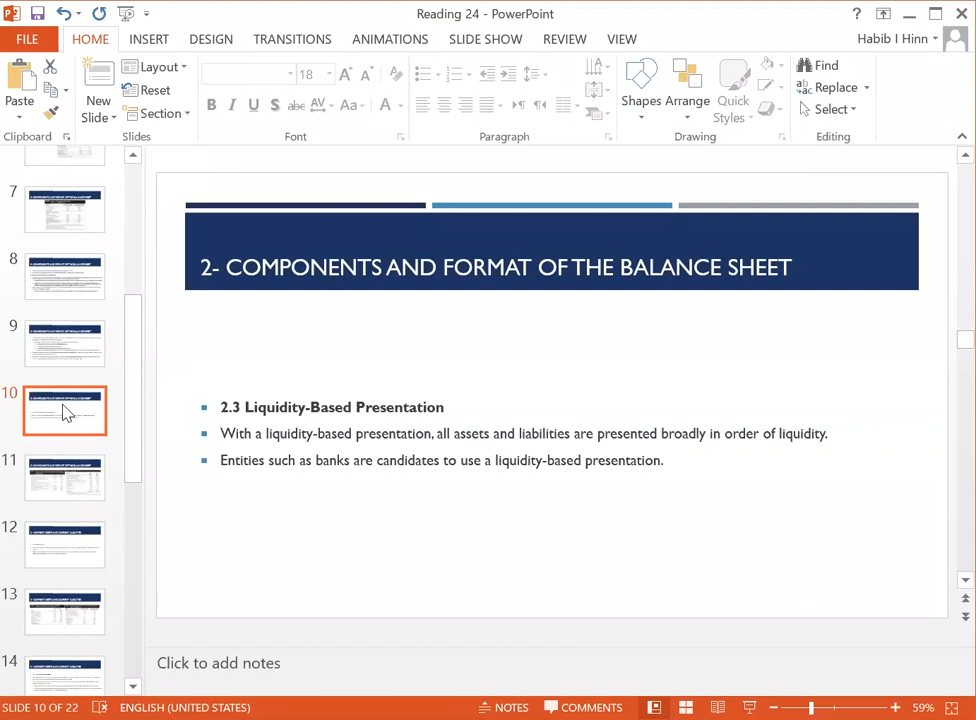 Reading 24 - PowerPoint
FILE HOME INSERT DESIGN TRANSITIONS ANIMATIONS SLIDE SHOW REVIEW VIEW Habib I Hinn
Paste
Clipboard
New Slide
Layout
Reset
Section
Slides
18
B I U S abc AV Aa A
Font
Paragraph
Shapes Arrange Quick Styles
Drawing
Find
Replace
Select
Editing
7
8
9
10
11
12
13
14
2- COMPONENTS AND FORMAT OF THE BALANCE SHEET
2.3 Liquidity-Based Presentation
With a liquidity-based presentation, all assets and liabilities are presented broadly in order of liquidity.
Entities such as banks are candidates to use a liquidity-based presentation.
Click to add notes
SLIDE 10 OF 22 ENGLISH (UNITED STATES) NOTES COMMENTS 59%